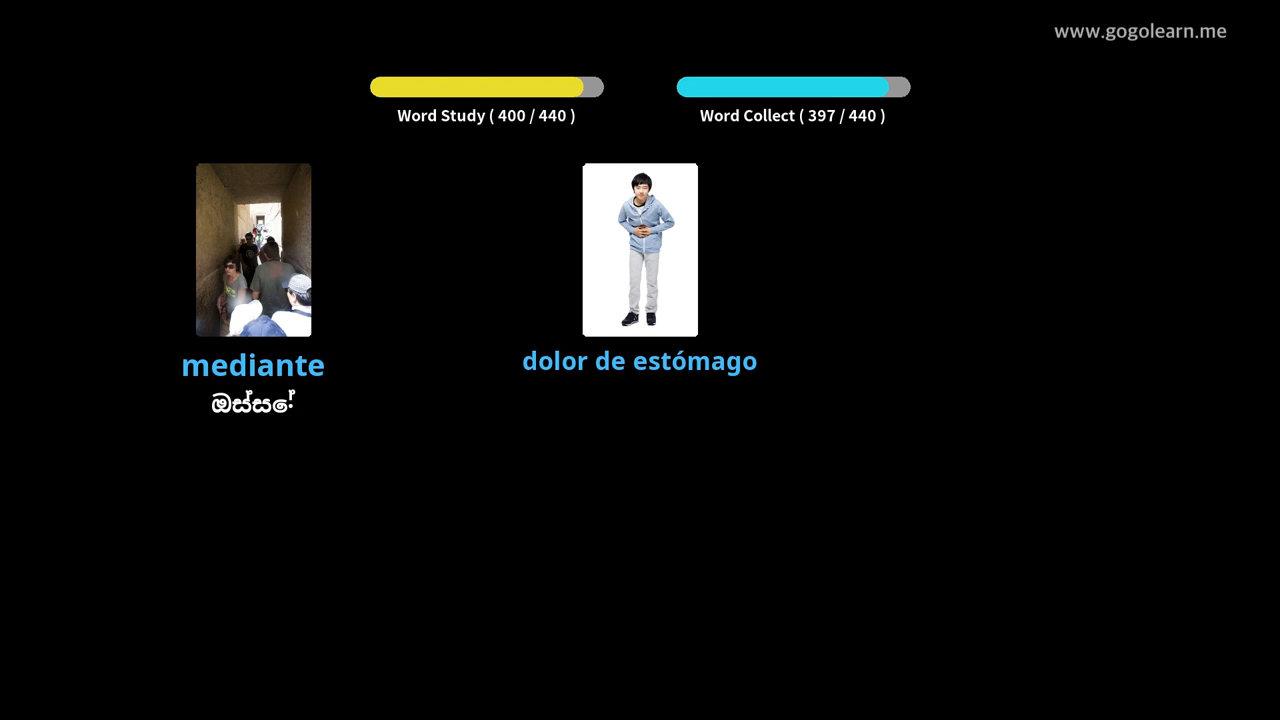 www.gogolearn.me
Word Study ( 400 / 440 )
Word Collect ( 397 / 440 )
mediante
ඔස්සේ
dolor de estómago